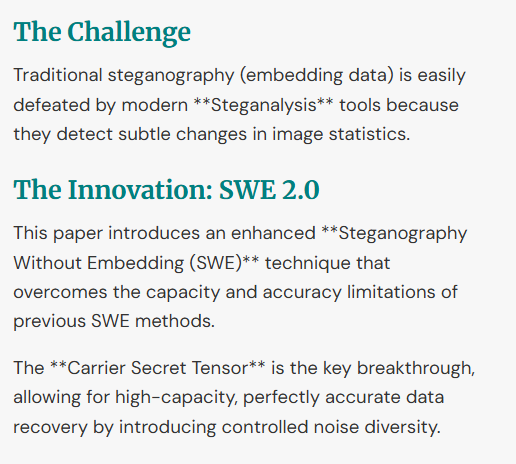 The Challenge
Traditional steganography (embedding data) is easily
defeated by modern **Steganalysis** tools because
they detect subtle changes in image statistics.
The Innovation: SWE 2.0
This paper introduces an enhanced **Steganography
Without Embedding (SWE)** technique that
overcomes the capacity and accuracy limitations of
previous SWE methods.
The **Carrier Secret Tensor** is the key breakthrough,
allowing for high-capacity, perfectly accurate data
recovery by introducing controlled noise diversity.